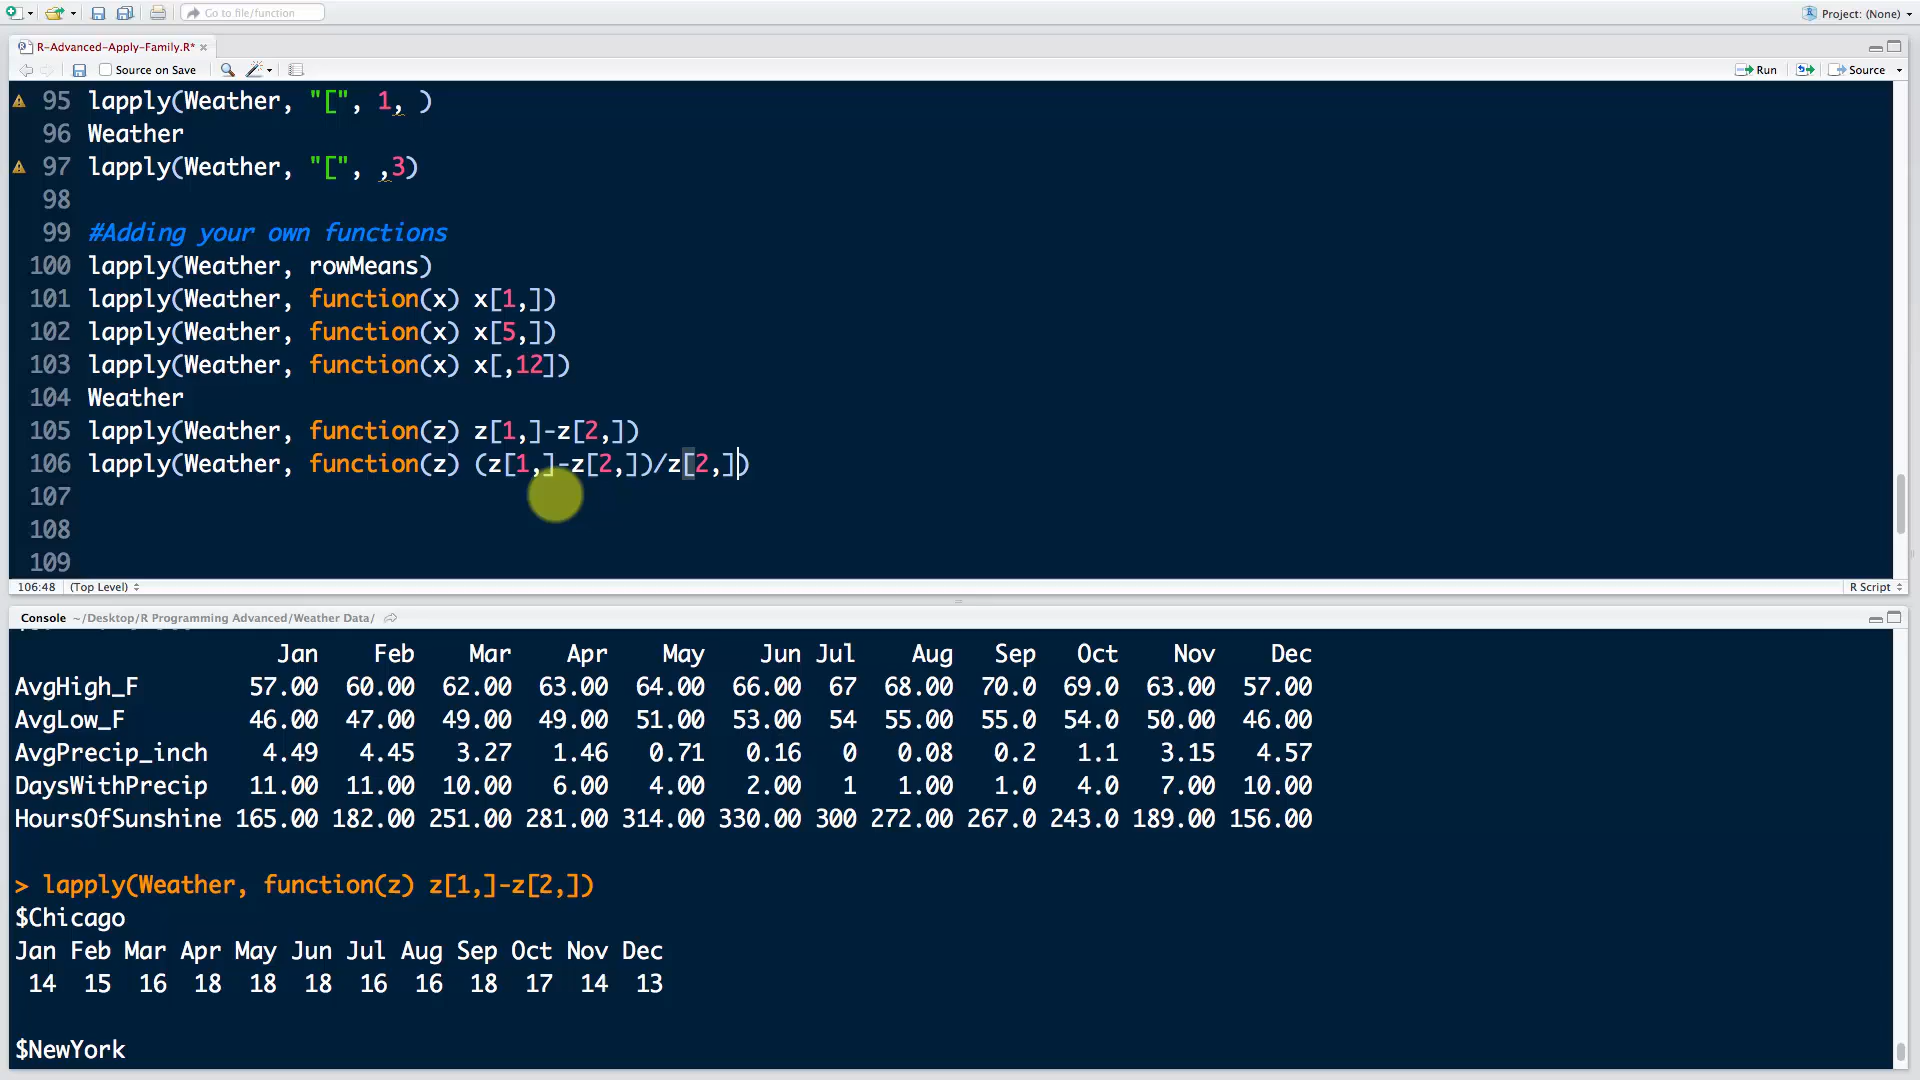 Go to file/function
Project: (None)
R-Advanced-Apply-Family.R*
Source on Save
Run
Source
95 lapply(Weather, "[", 1, )
96 Weather
97 lapply(Weather, "[", ,3)
98
99 #Adding your own functions
100 lapply(Weather, rowMeans)
101 lapply(Weather, function(x) x[1,])
102 lapply(Weather, function(x) x[5,])
103 lapply(Weather, function(x) x[,12])
104 Weather
105 lapply(Weather, function(z) z[1,]-z[2,])
106 lapply(Weather, function(z) (z[1,]-z[2,])/z[2,])
107
108
109
106:48 (Top Level) R Script
Console ~/Desktop/R Programming Advanced/Weather Data/
Jan Feb Mar Apr May Jun Jul Aug Sep Oct Nov Dec
AvgHigh_F 57.00 60.00 62.00 63.00 64.00 66.00 67 68.00 70.0 69.0 63.00 57.00
AvgLow_F 46.00 47.00 49.00 49.00 51.00 53.00 54 55.00 55.0 54.0 50.00 46.00
AvgPrecip_inch 4.49 4.45 3.27 1.46 0.71 0.16 0 0.08 0.2 1.1 3.15 4.57
DaysWithPrecip 11.00 11.00 10.00 6.00 4.00 2.00 1 1.00 1.0 4.0 7.00 10.00
HoursOfSunshine 165.00 182.00 251.00 281.00 314.00 330.00 300 272.00 267.0 243.0 189.00 156.00
> lapply(Weather, function(z) z[1,]-z[2,])
$Chicago
Jan Feb Mar Apr May Jun Jul Aug Sep Oct Nov Dec
14 15 16 18 18 18 16 16 18 17 14 13
$NewYork